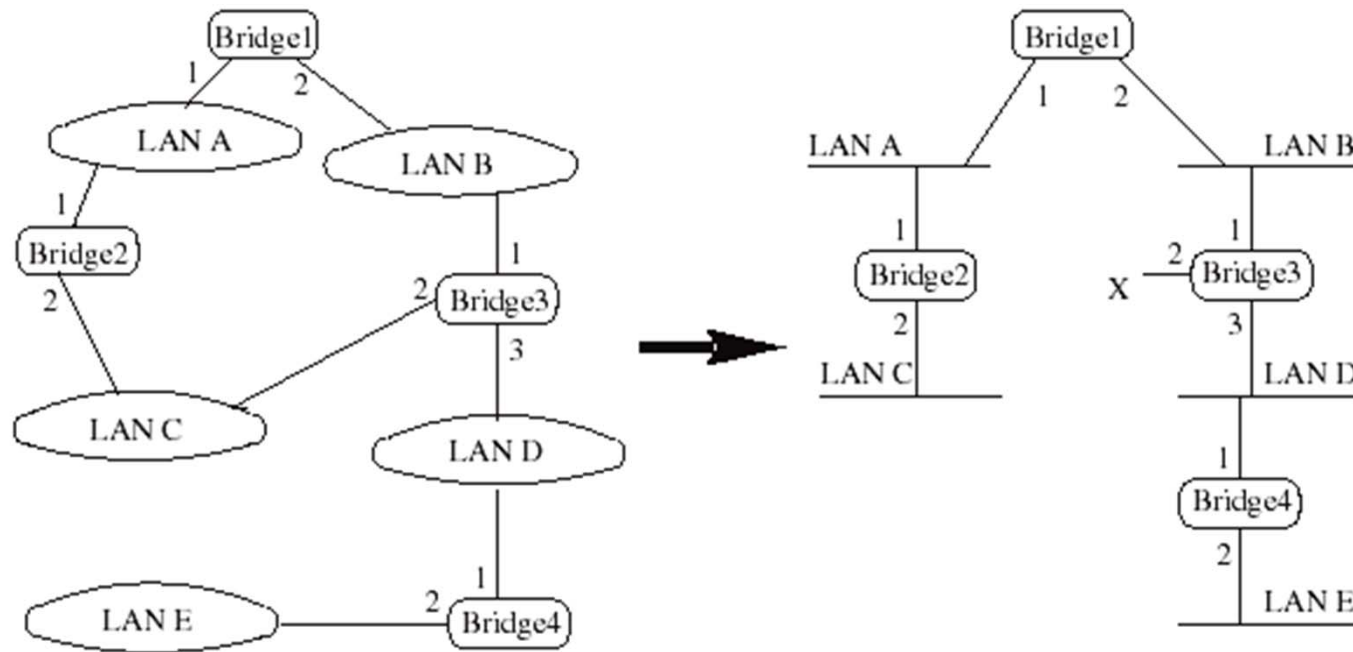 Bridge1
1
2
LAN A
LAN B
1
Bridge2
2
1
2
Bridge3
3
LAN C
LAN D
1
2
LAN E
Bridge4
Bridge1
1
2
LAN A
LAN B
1
Bridge2
2
LAN C
1
2
Bridge3
X
3
LAN D
1
Bridge4
2
LAN E